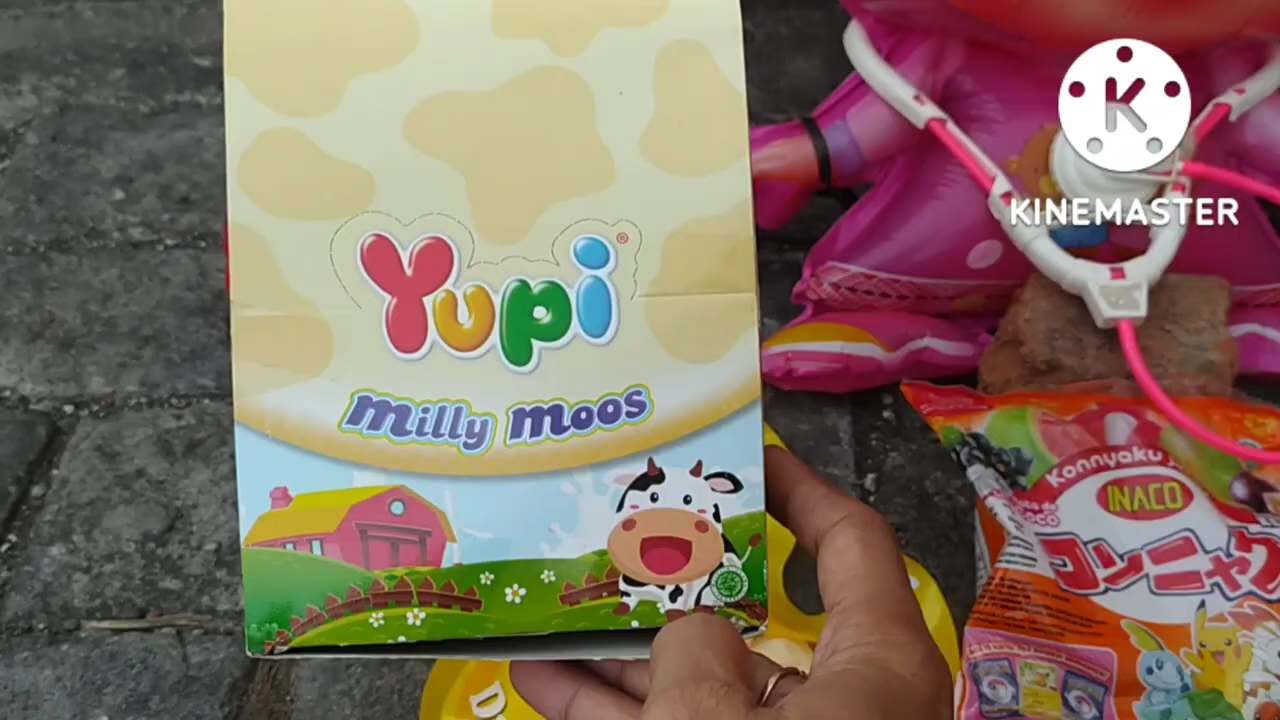 Yupi®
milly moos
K
KINEMASTER
Konnyaku
INACO
コンニャク